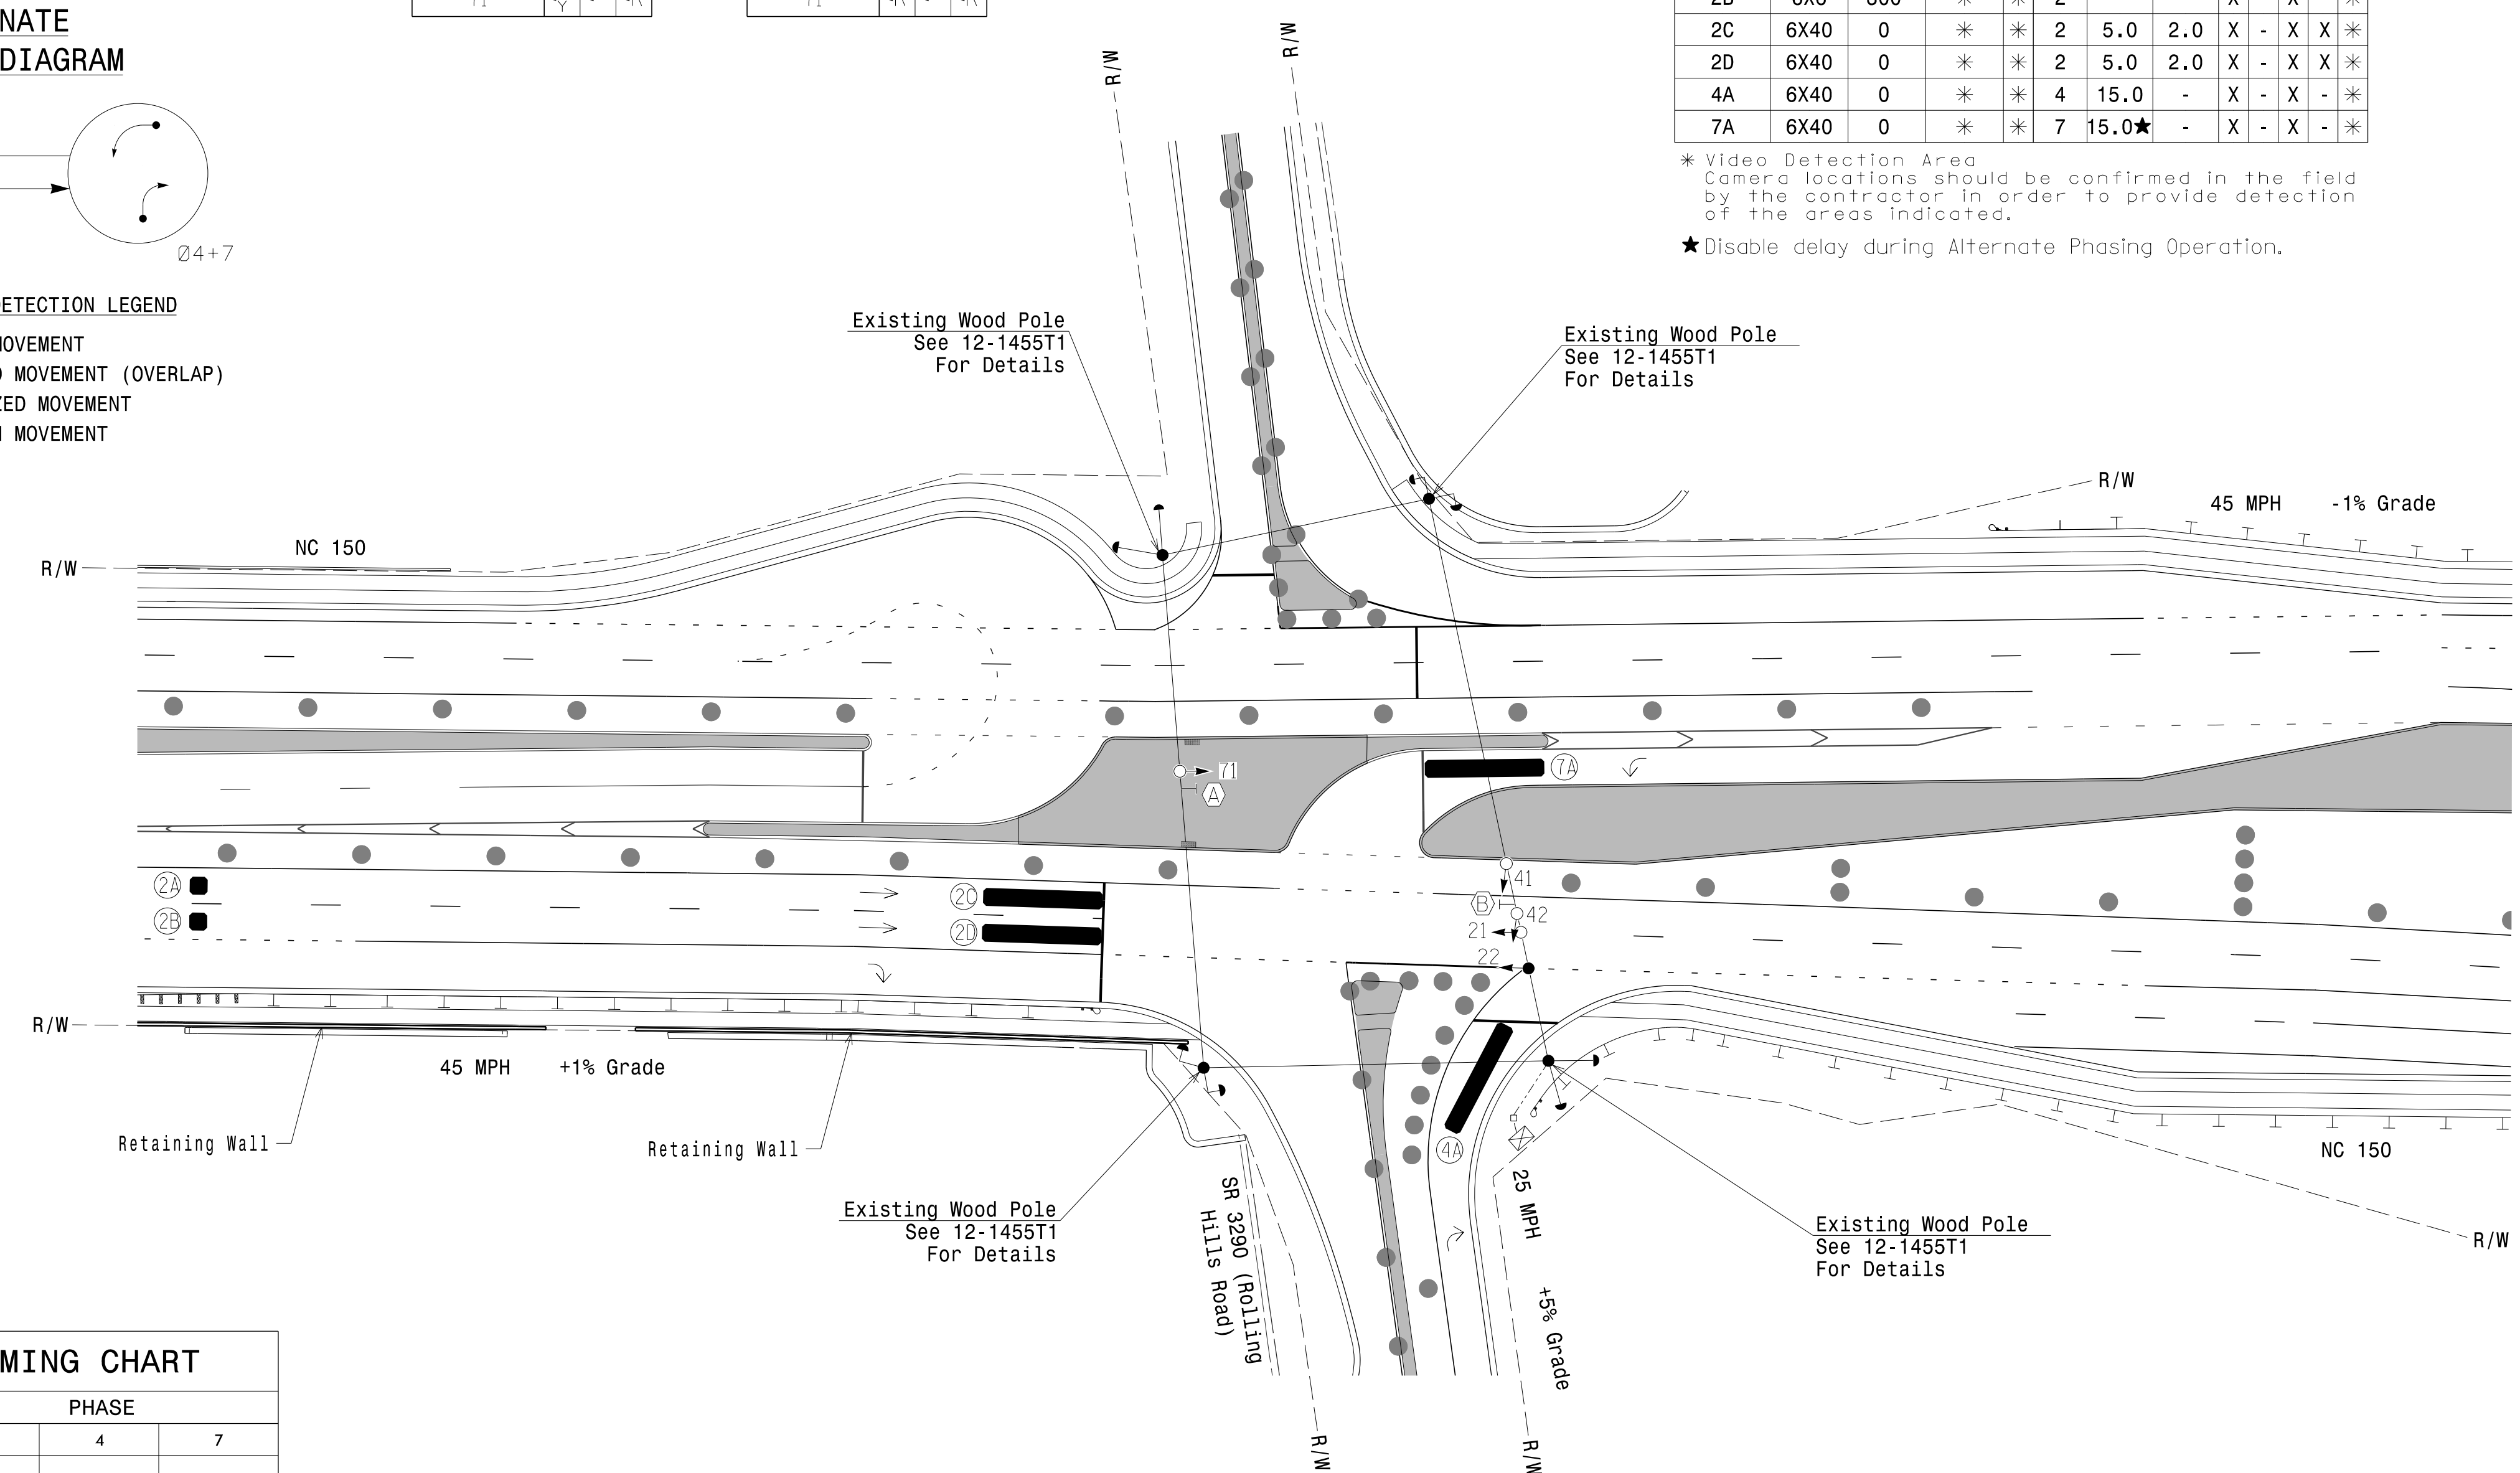 NATE
DIAGRAM
Ø4+7
DETECTION LEGEND
MOVEMENT
MOVEMENT (OVERLAP)
ZED MOVEMENT
MOVEMENT
2B 6X6 300 * * 2 - - X - X - *
2C 6X40 0 * * 2 5.0 2.0 X - X X *
2D 6X40 0 * * 2 5.0 2.0 X - X X *
4A 6X40 0 * * 4 15.0 - X - X - *
7A 6X40 0 * * 7 15.0★ - X - X - *
* Video Detection Area
Camera locations should be confirmed in the field
by the contractor in order to provide detection
of the areas indicated.
★ Disable delay during Alternate Phasing Operation.
R/W
R/W
Existing Wood Pole
See 12-1455T1
For Details
Existing Wood Pole
See 12-1455T1
For Details
R/W
45 MPH -1% Grade
NC 150
R/W
71
A
7A
2A
2B
2C
2D
41
B
42
21
22
R/W
45 MPH +1% Grade
Retaining Wall
Retaining Wall
4A
NC 150
SR 3290 (Rolling
Hills Road)
25 MPH +5% Grade
Existing Wood Pole
See 12-1455T1
For Details
Existing Wood Pole
See 12-1455T1
For Details
R/W
R/W
R/W
MING CHART
PHASE
4 7